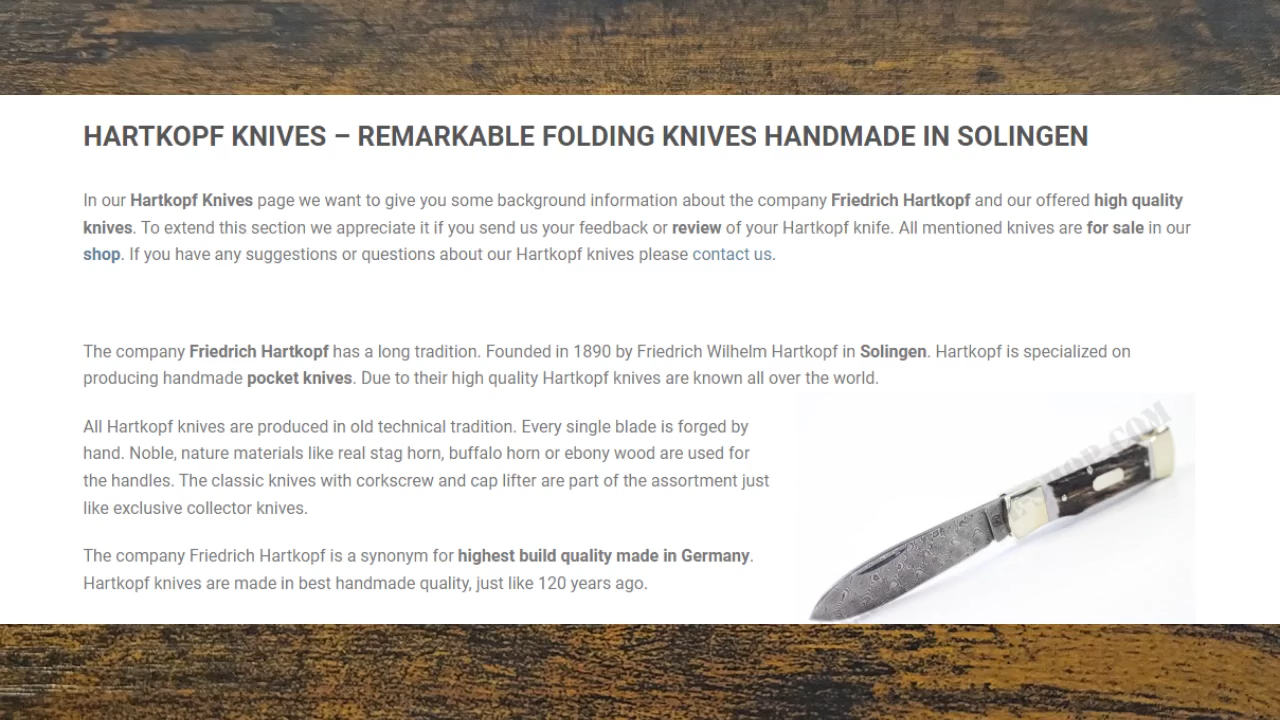 HARTKOPF KNIVES – REMARKABLE FOLDING KNIVES HANDMADE IN SOLINGEN
In our Hartkopf Knives page we want to give you some background information about the company Friedrich Hartkopf and our offered high quality
knives. To extend this section we appreciate it if you send us your feedback or review of your Hartkopf knife. All mentioned knives are for sale in our
shop. If you have any suggestions or questions about our Hartkopf knives please contact us.
The company Friedrich Hartkopf has a long tradition. Founded in 1890 by Friedrich Wilhelm Hartkopf in Solingen. Hartkopf is specialized on
producing handmade pocket knives. Due to their high quality Hartkopf knives are known all over the world.
All Hartkopf knives are produced in old technical tradition. Every single blade is forged by
hand. Noble, nature materials like real stag horn, buffalo horn or ebony wood are used for
the handles. The classic knives with corkscrew and cap lifter are part of the assortment just
like exclusive collector knives.
The company Friedrich Hartkopf is a synonym for highest build quality made in Germany.
Hartkopf knives are made in best handmade quality, just like 120 years ago.